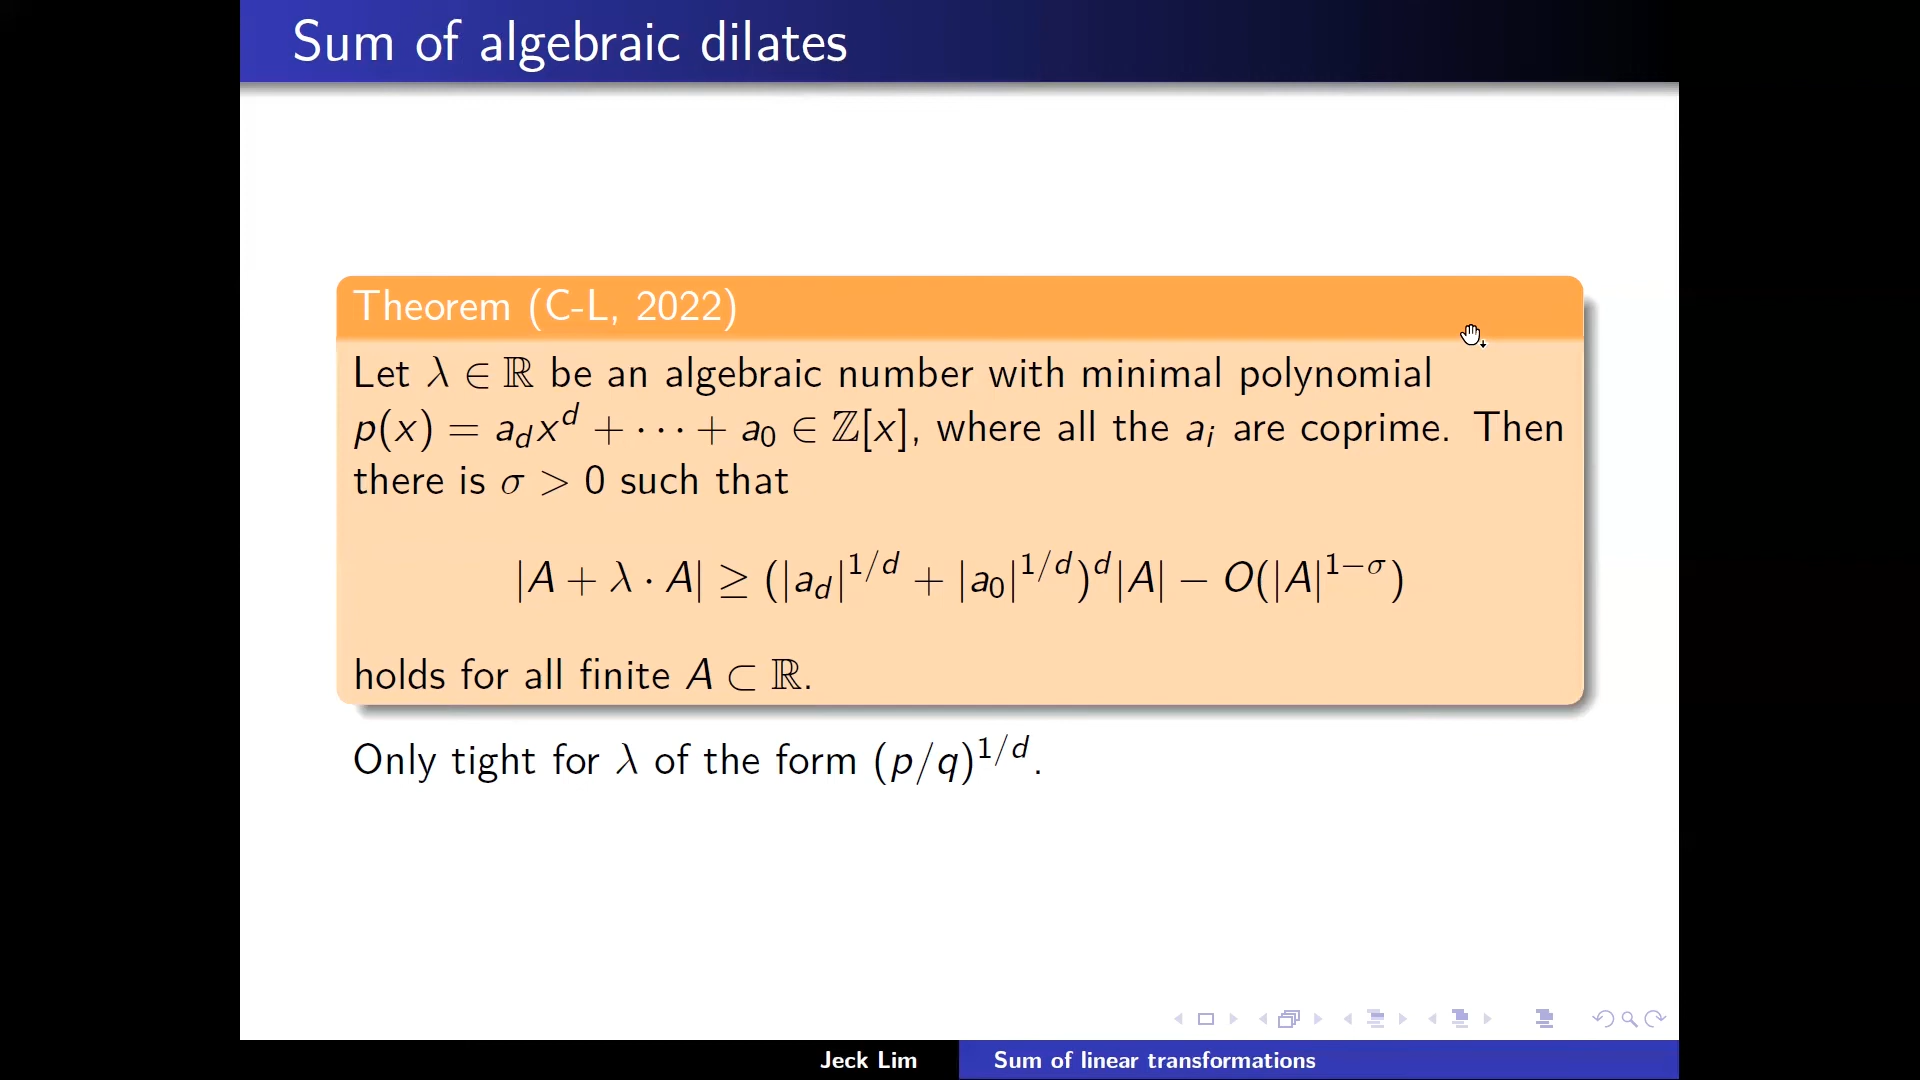 Sum of algebraic dilates
Theorem (C-L, 2022)
Let λ ∈ ℝ be an algebraic number with minimal polynomial
p(x) = a_d x^d + ⋯ + a_0 ∈ ℤ[x], where all the a_i are coprime. Then
there is σ > 0 such that
|A + λ · A| ≥ (|a_d|^{1/d} + |a_0|^{1/d})^d |A| − O(|A|^{1−σ})
holds for all finite A ⊂ ℝ.
Only tight for λ of the form (p/q)^{1/d}.
Jeck Lim
Sum of linear transformations